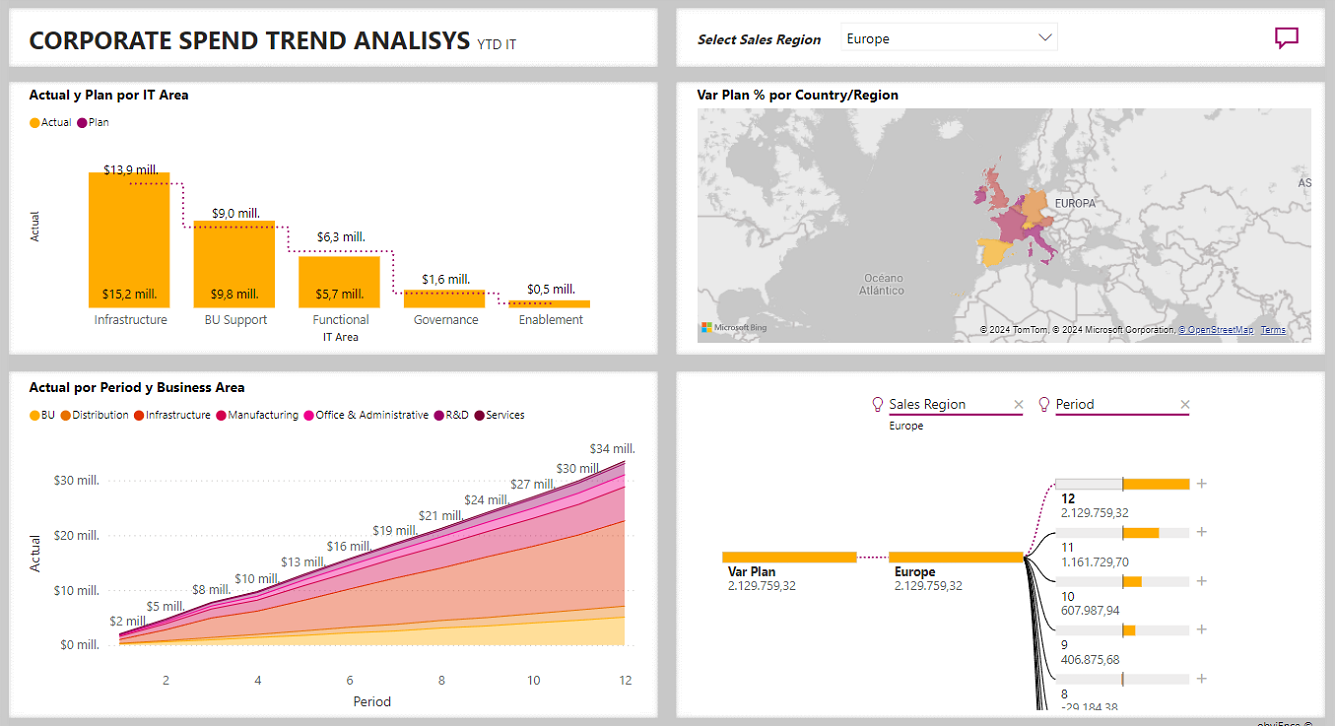 CORPORATE SPEND TREND ANALISYS YTD IT
Select Sales Region
Europe
Actual y Plan por IT Area
Actual Plan
$13,9 mill.
$9,0 mill.
$6,3 mill.
$1,6 mill.
$0,5 mill.
$15,2 mill.
$9,8 mill.
$5,7 mill.
Actual
Infrastructure BU Support Functional Governance Enablement
IT Area
Var Plan % por Country/Region
AS
EUROPA
Océano
Atlántico
Microsoft Bing
© 2024 TomTom, © 2024 Microsoft Corporation, © OpenStreetMap Terms
Actual por Period y Business Area
BU Distribution Infrastructure Manufacturing Office & Administrative R&D Services
$34 mill.
$30 mill.
$27 mill.
$24 mill.
$21 mill.
$19 mill.
$16 mill.
$13 mill.
$10 mill.
$8 mill.
$5 mill.
$2 mill.
$30 mill.
$20 mill.
$10 mill.
$0 mill.
Actual
2 4 6 8 10 12
Period
Sales Region
Europe
Period
Var Plan
2.129.759,32
Europe
2.129.759,32
12
2.129.759,32
11
1.161.729,70
10
607.987,94
9
406.875,68
8
-29.184,38